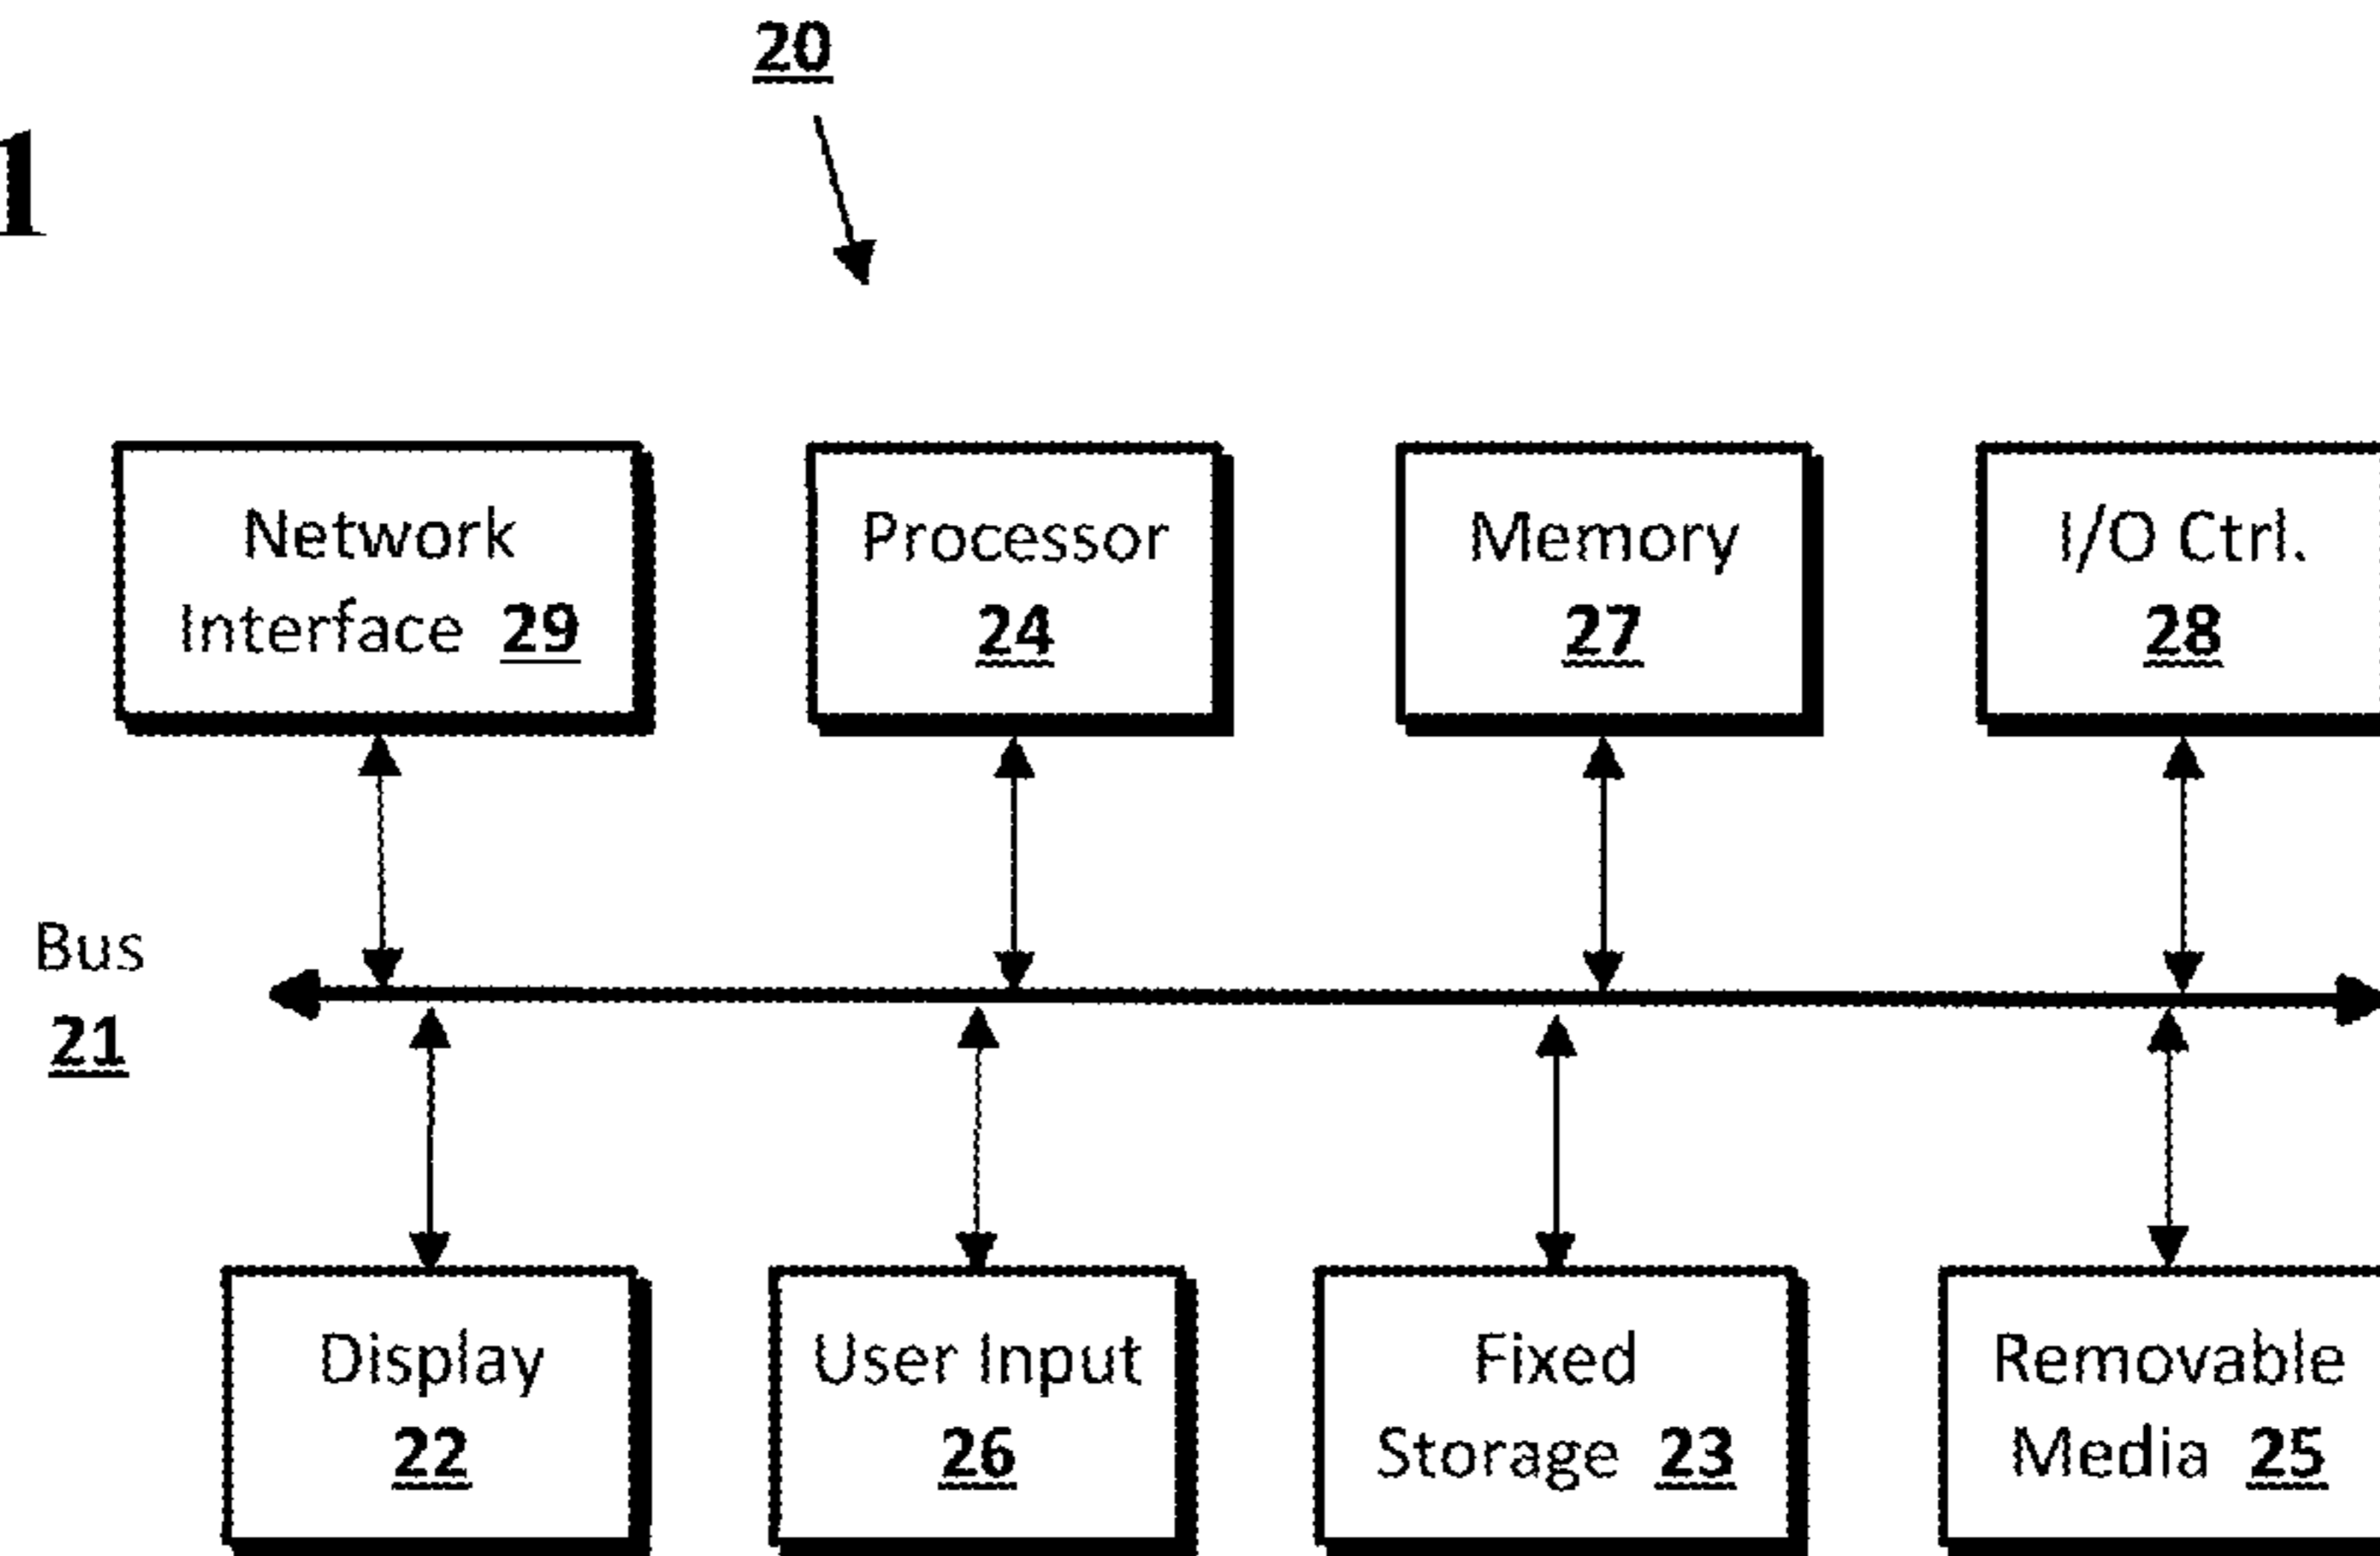 20
1
Network
Interface 29
Processor
24
Memory
27
I/O Ctrl.
28
Bus
21
Display
22
User Input
26
Fixed
Storage 23
Removable
Media 25